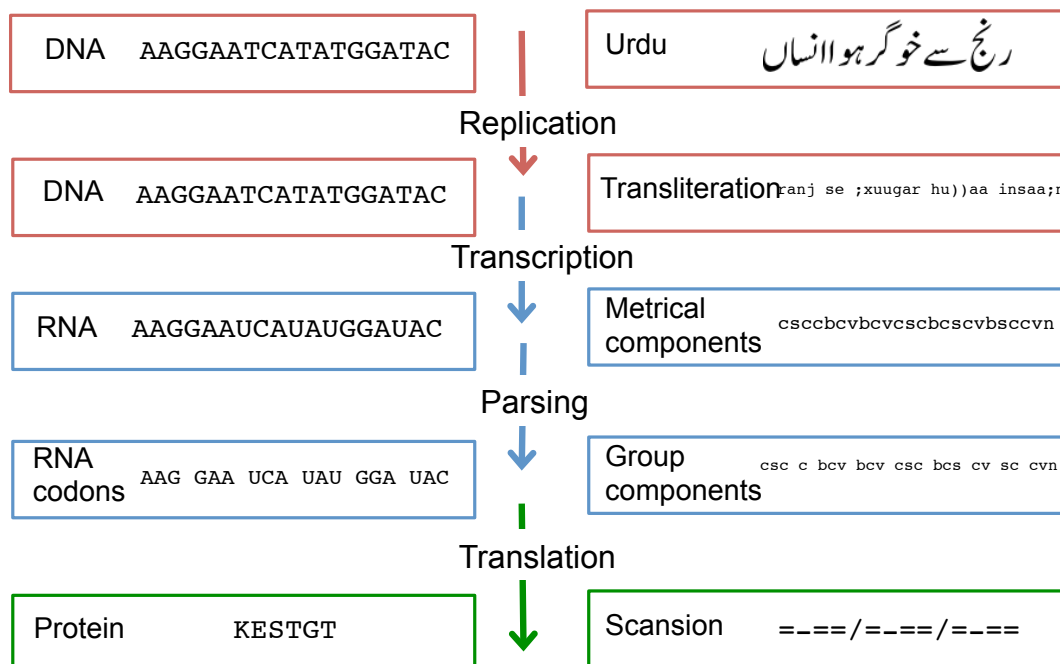 DNA AAGGAATCATATGGATAC
Urdu رنج سے خوگر ہو اانساں
Replication
DNA AAGGAATCATATGGATAC
Transliteration ranj se ;xuugar hu))aa insaa;n
Transcription
RNA AAGGAAUCAUAUGGAUAC
Metrical components csccbcvbcvcscbcscvbsccvn
Parsing
RNA codons AAG GAA UCA UAU GGA UAC
Group components csc c bcv bcv csc bcs cv sc cvn
Translation
Protein KESTGT
Scansion =-==/=-==/=-==